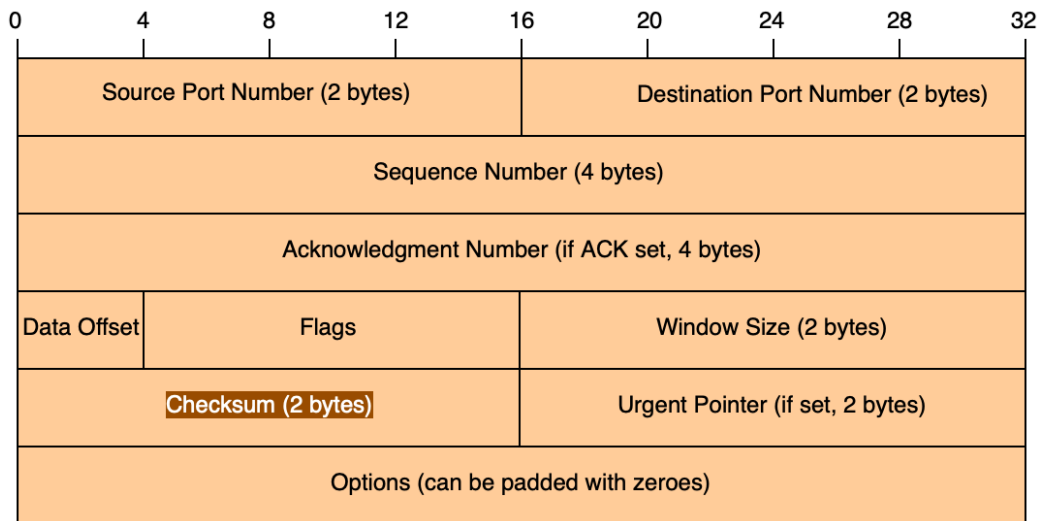 0 4 8 12 16 20 24 28 32
Source Port Number (2 bytes) Destination Port Number (2 bytes)
Sequence Number (4 bytes)
Acknowledgment Number (if ACK set, 4 bytes)
Data Offset Flags Window Size (2 bytes)
Checksum (2 bytes) Urgent Pointer (if set, 2 bytes)
Options (can be padded with zeroes)